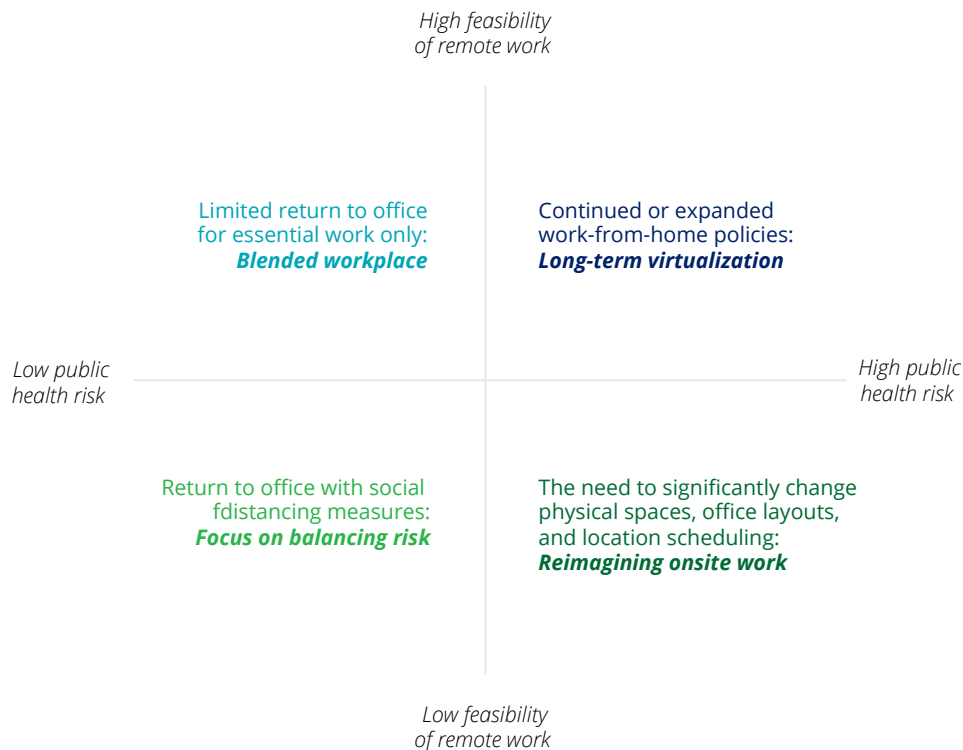 High feasibility
of remote work
Limited return to office
for essential work only:
Blended workplace
Continued or expanded
work-from-home policies:
Long-term virtualization
Low public
health risk
High public
health risk
Return to office with social
fdistancing measures:
Focus on balancing risk
The need to significantly change
physical spaces, office layouts,
and location scheduling:
Reimagining onsite work
Low feasibility
of remote work